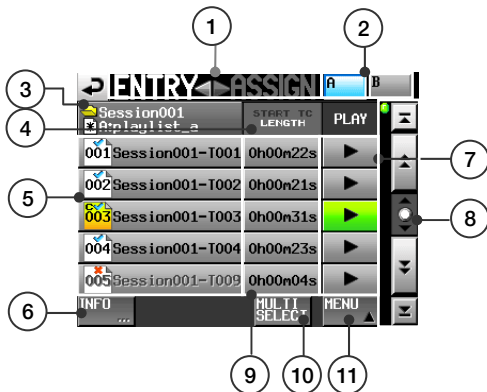 1
2
ENTRY ASSIGN A B
3
Session001
A:playlist_a
START TC
LENGTH
PLAY
4
001 Session001-T001 0h00m22s
7
002 Session001-T002 0h00m21s
5
C 003 Session001-T003 0h00m31s
8
004 Session001-T004 0h00m23s
005 Session001-T009 0h00m04s
6
INFO ...
MULTI
SELECT
MENU
9
10
11